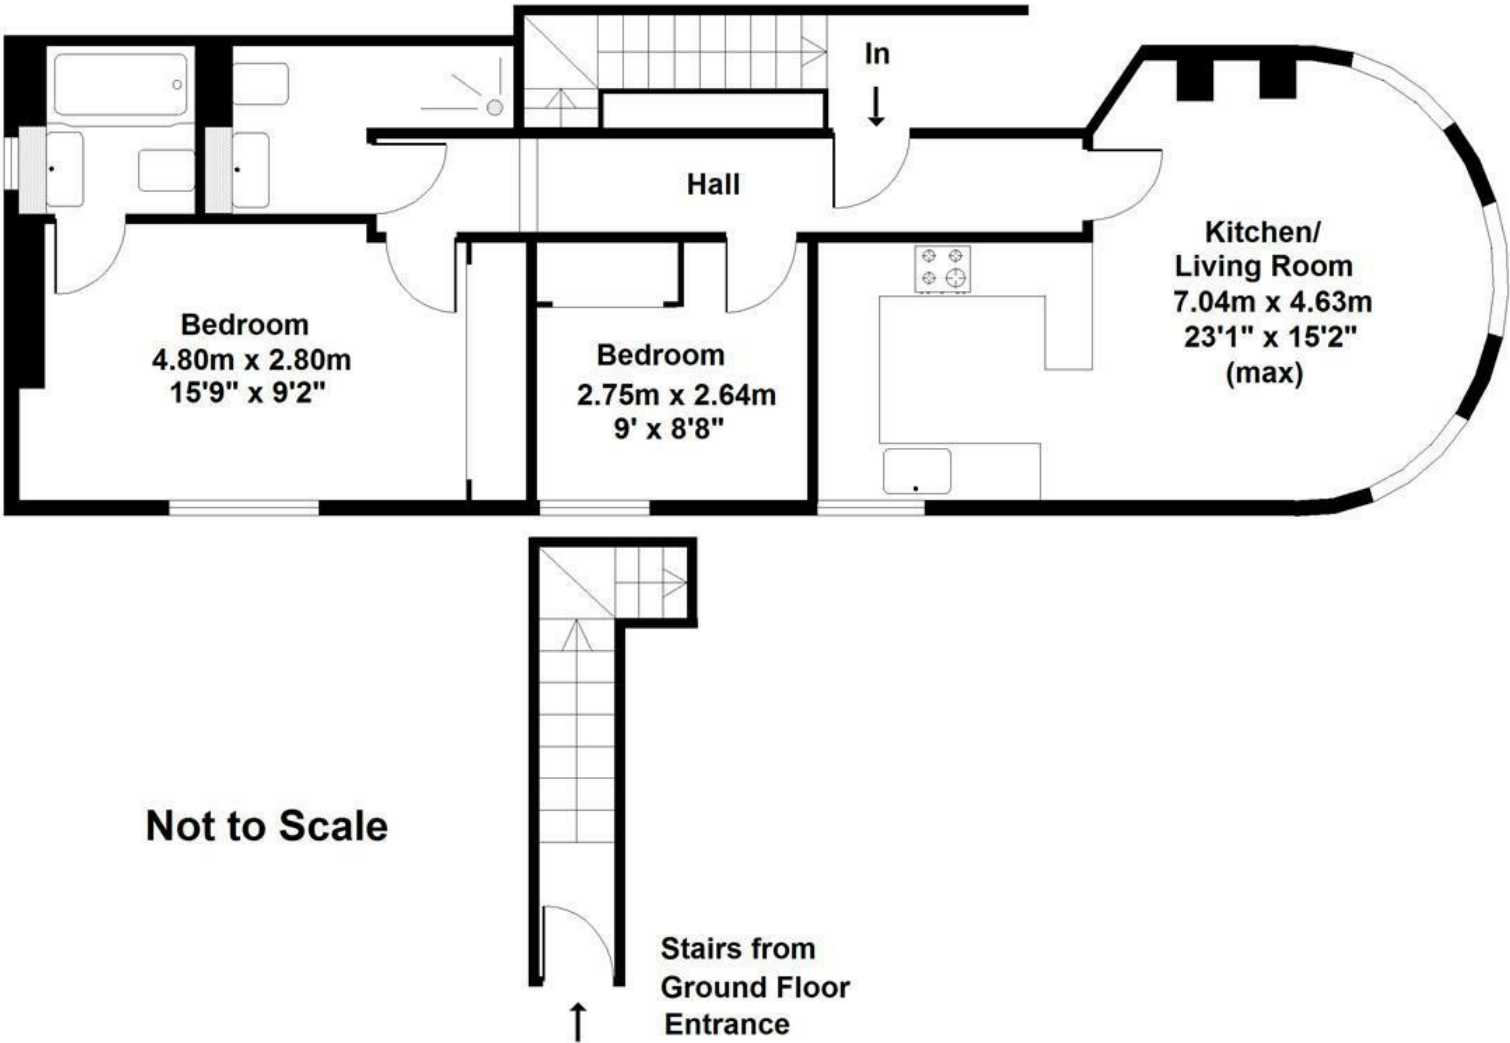 In
Hall
Kitchen/
Living Room
7.04m x 4.63m
23'1" x 15'2"
(max)
Bedroom
4.80m x 2.80m
15'9" x 9'2"
Bedroom
2.75m x 2.64m
9' x 8'8"
Not to Scale
Stairs from
Ground Floor
Entrance